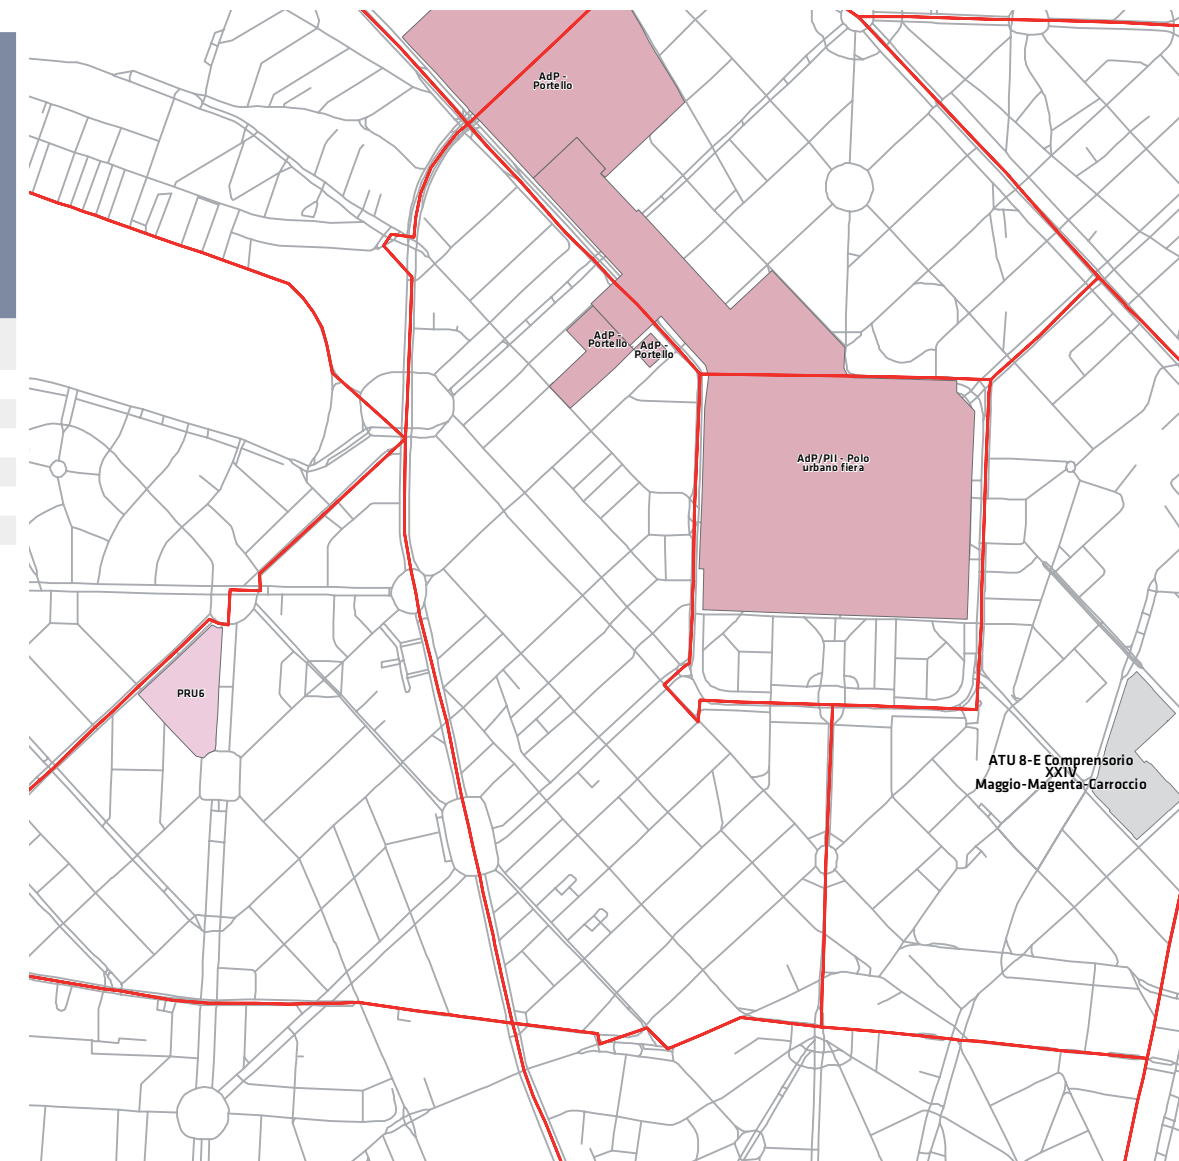 AdP -
Portello
AdP -
Portello
AdP -
Portello
AdP/PII - Polo
urbano fiera
PRU6
ATU 8-E Comprensorio
XXIV
Maggio-Magenta-Carroccio